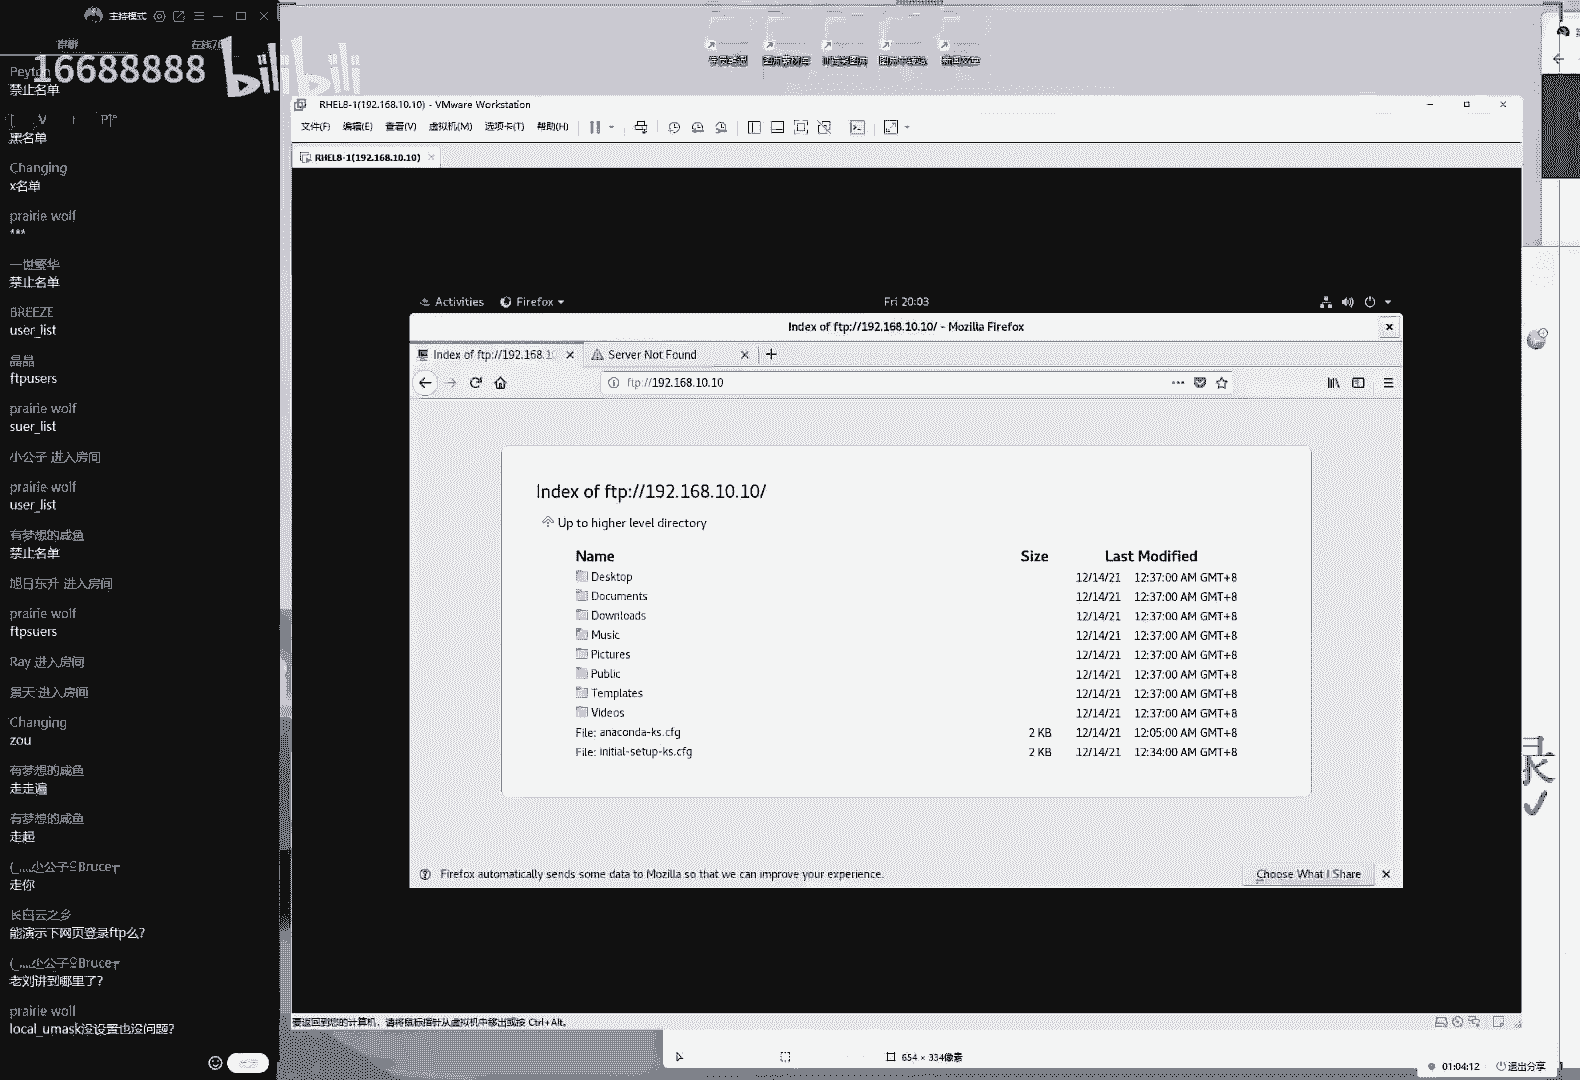 主持模式
16688888
bilibili
Peyton
禁止名单
黑名单
Changing
x名单
prairie wolf
***
一世繁华
禁止名单
BREEZE
user_list
晶晶
ftpusers
prairie wolf
suer_list
小公子 进入房间
prairie wolf
user_list
有梦想的咸鱼
禁止名单
旭日东升 进入房间
prairie wolf
ftpsuers
Ray 进入房间
景天 进入房间
Changing
zou
有梦想的咸鱼
走走遍
有梦想的咸鱼
走起
小公子 Bruce
走你
长白云之乡
能演示下网页登录ftp么?
小公子 Bruce
老刘讲到哪里了?
prairie wolf
local_umask没设置也没问题?
RHEL8-1(192.168.10.10) - VMware Workstation
文件(F) 编辑(E) 查看(V) 虚拟机(M) 选项卡(T) 帮助(H)
RHEL8-1(192.168.10.10)
Activities Firefox Fri 20:03
Index of ftp://192.168.10.10/ - Mozilla Firefox
Index of ftp://192.168.1 Server Not Found
ftp://192.168.10.10
Index of ftp://192.168.10.10/
Up to higher level directory
Name Size Last Modified
Desktop 12/14/21 12:37:00 AM GMT+8
Documents 12/14/21 12:37:00 AM GMT+8
Downloads 12/14/21 12:37:00 AM GMT+8
Music 12/14/21 12:37:00 AM GMT+8
Pictures 12/14/21 12:37:00 AM GMT+8
Public 12/14/21 12:37:00 AM GMT+8
Templates 12/14/21 12:37:00 AM GMT+8
Videos 12/14/21 12:37:00 AM GMT+8
File: anaconda-ks.cfg 2 KB 12/14/21 12:05:00 AM GMT+8
File: initial-setup-ks.cfg 2 KB 12/14/21 12:34:00 AM GMT+8
Firefox automatically sends some data to Mozilla so that we can improve your experience. Choose What I Share
要返回到您的计算机，请将鼠标指针从虚拟机中移出或按 Ctrl+Alt。
654 × 334像素
01:04:12 退出分享